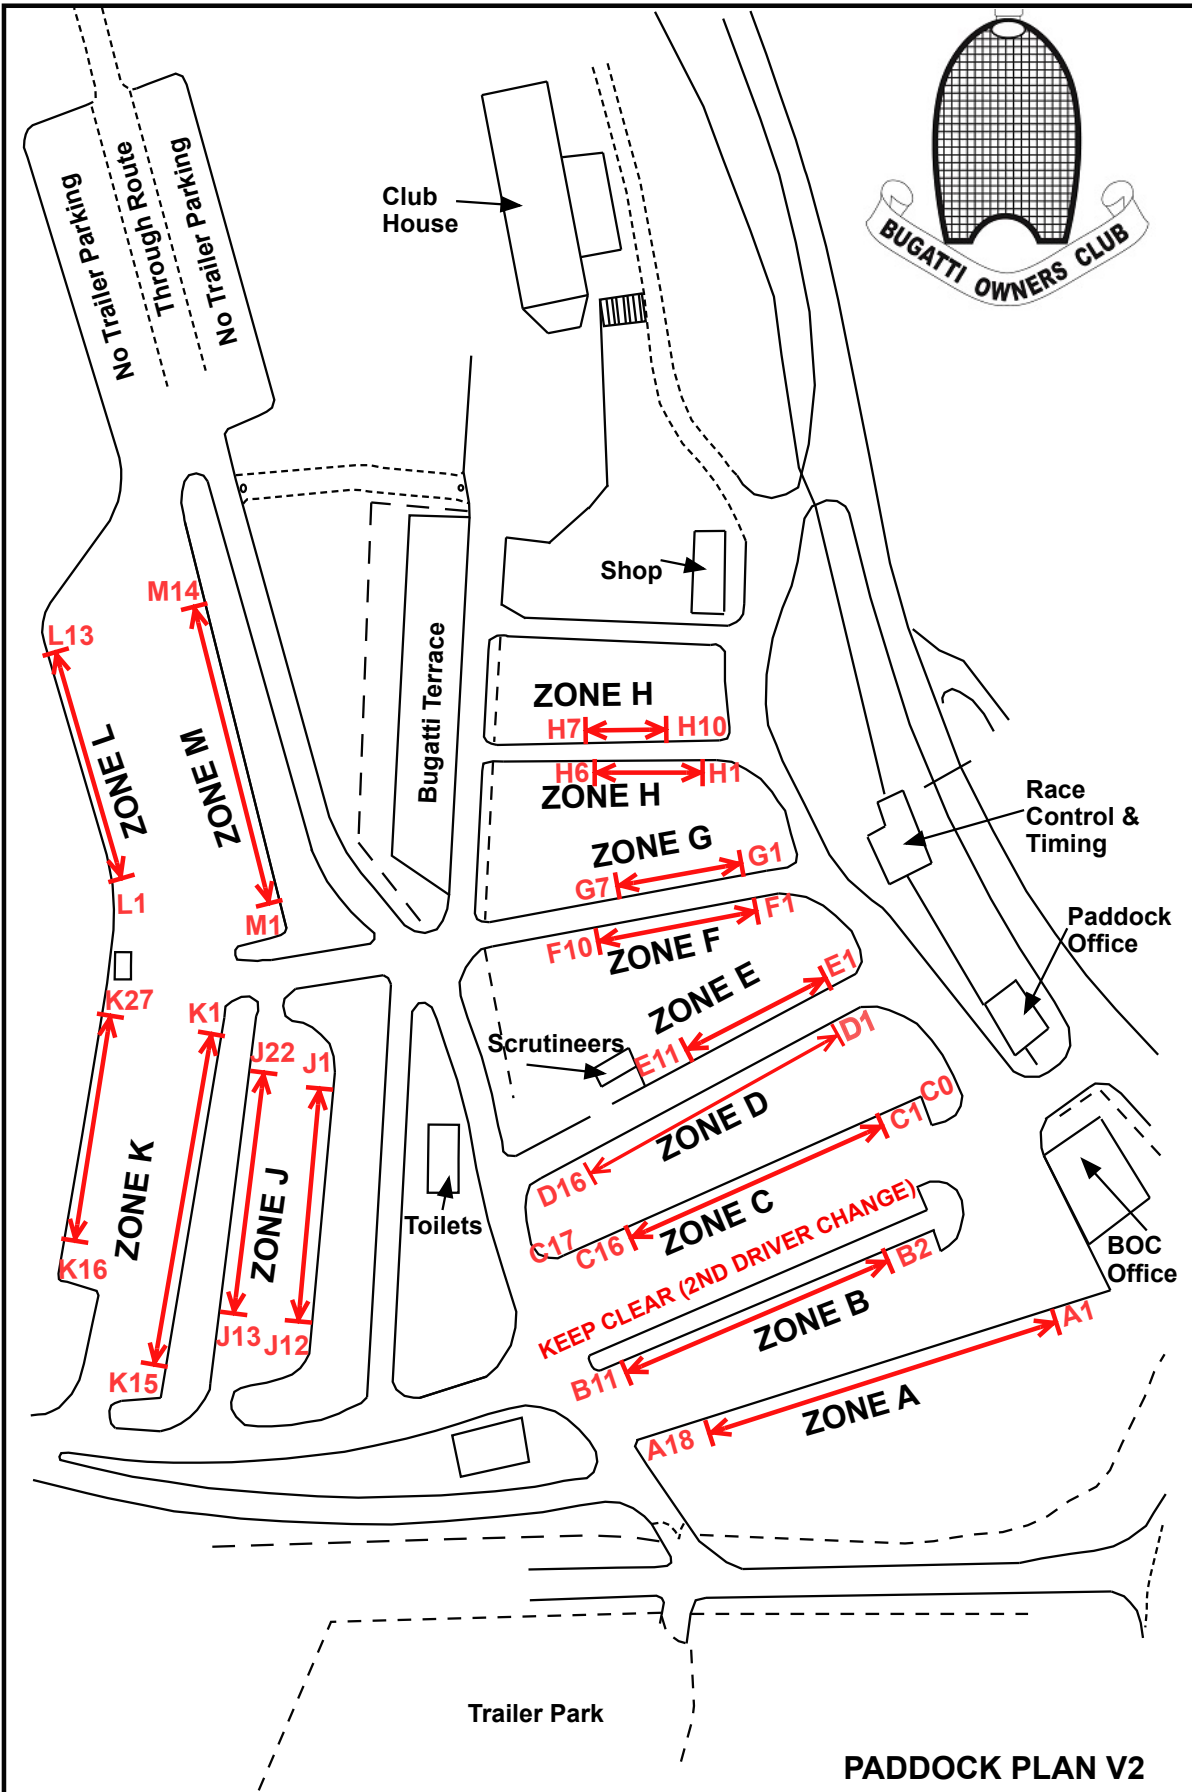 BUGATTI OWNERS CLUB
No Trailer Parking
Through Route
No Trailer Parking
Club
House
Shop
Bugatti Terrace
M14
L13
ZONE L
ZONE M
L1
M1
ZONE H
H7
H10
H6
H1
ZONE H
ZONE G
G7
G1
F10
F1
ZONE F
ZONE E
E1
E11
Scrutineers
Race
Control &
Timing
Paddock
Office
K27
K1
J22
J1
ZONE K
ZONE J
K16
K15
J13
J12
Toilets
D1
ZONE D
D16
C0
C1
ZONE C
C17
C16
KEEP CLEAR (2ND DRIVER CHANGE)
B2
ZONE B
B11
BOC
Office
A1
ZONE A
A18
Trailer Park
PADDOCK PLAN V2